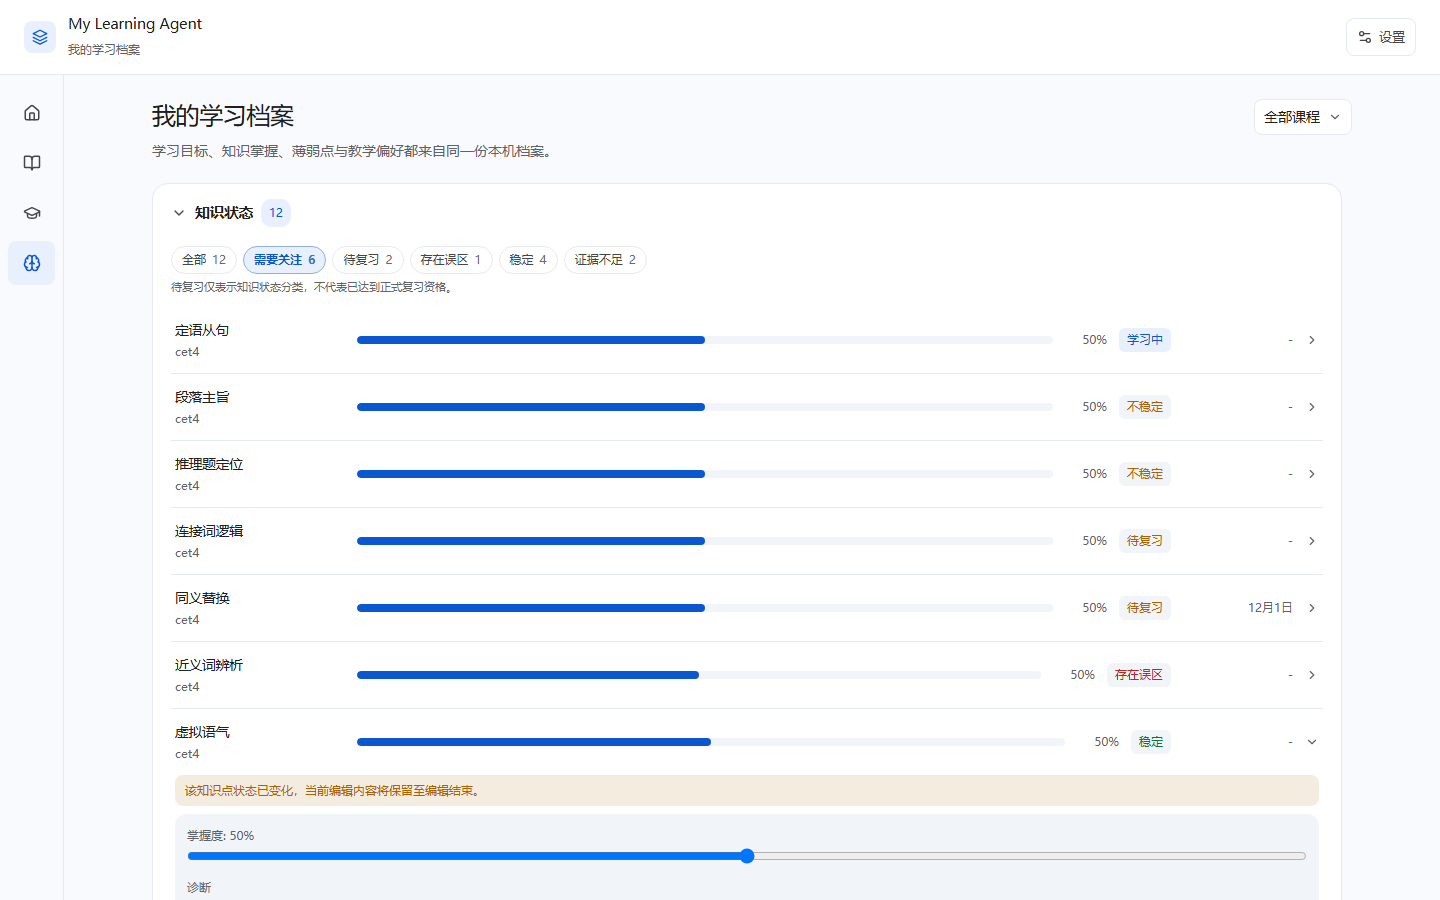 My Learning Agent
我的学习档案
设置
我的学习档案
全部课程
学习目标、知识掌握、薄弱点与教学偏好都来自同一份本机档案。
知识状态 12
全部 12 需要关注 6 待复习 2 存在误区 1 稳定 4 证据不足 2
待复习仅表示知识状态分类，不代表已达到正式复习资格。
定语从句
cet4
50% 学习中 -
段落主旨
cet4
50% 不稳定 -
推理题定位
cet4
50% 不稳定 -
连接词逻辑
cet4
50% 待复习 -
同义替换
cet4
50% 待复习 12月1日
近义词辨析
cet4
50% 存在误区 -
虚拟语气
cet4
50% 稳定 -
该知识点状态已变化，当前编辑内容将保留至编辑结束。
掌握度: 50%
诊断